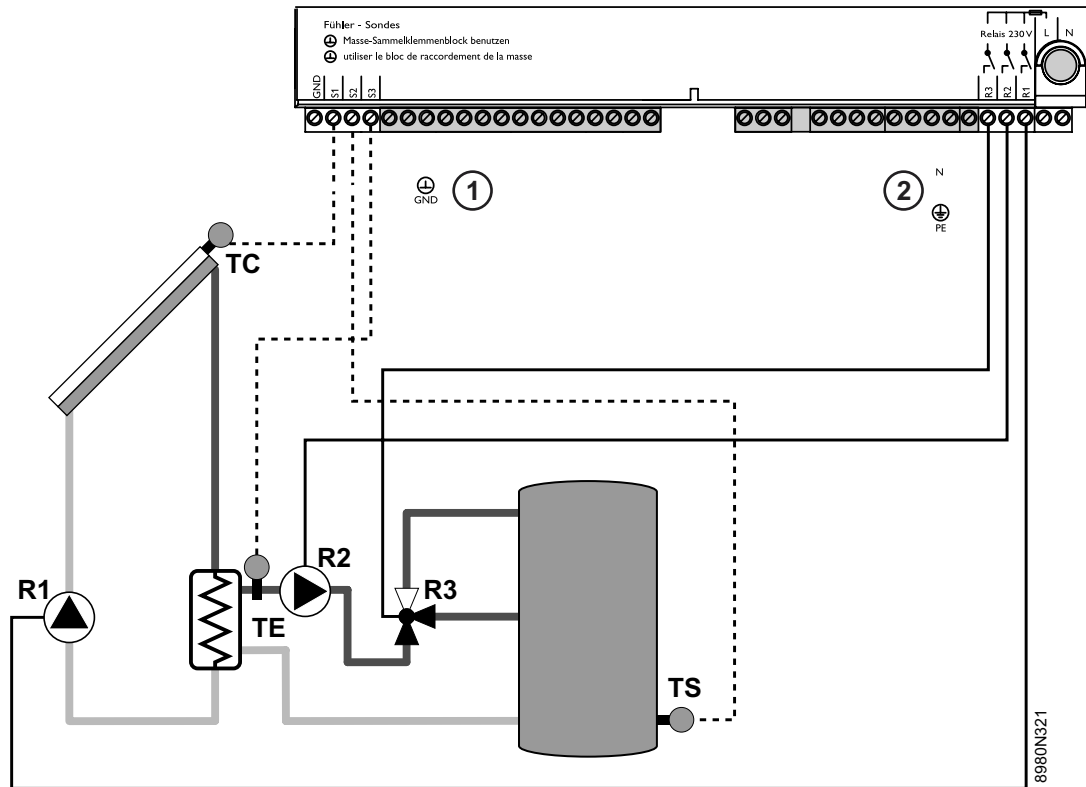 Fühler - Sondes
Masse-Sammelklemmenblock benutzen
utiliser le bloc de raccordement de la masse
Relais 230 V
L N
GND S1 S2 S3
R3 R2 R1
GND
1
2
N
PE
TC
R1
TE
R2
R3
TS
8980N321